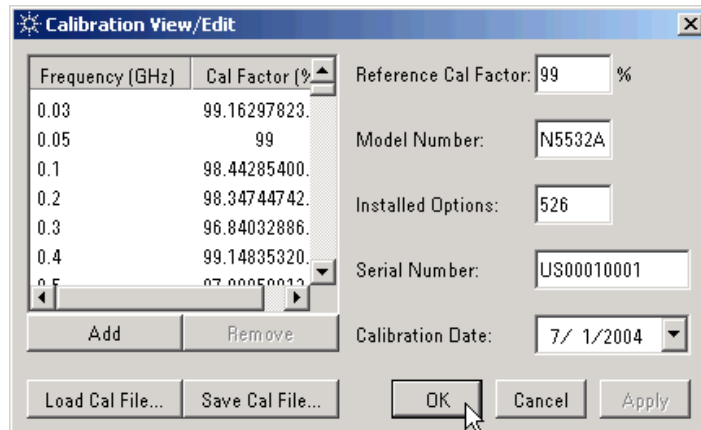 Calibration View/Edit
Frequency (GHz) Cal Factor (%
0.03 99.16297823.
0.05 99
0.1 98.44285400.
0.2 98.34744742.
0.3 96.84032886.
0.4 99.14835320.
Add Remove
Load Cal File... Save Cal File...
Reference Cal Factor: 99 %
Model Number: N5532A
Installed Options: 526
Serial Number: US00010001
Calibration Date: 7/ 1/2004
OK Cancel Apply